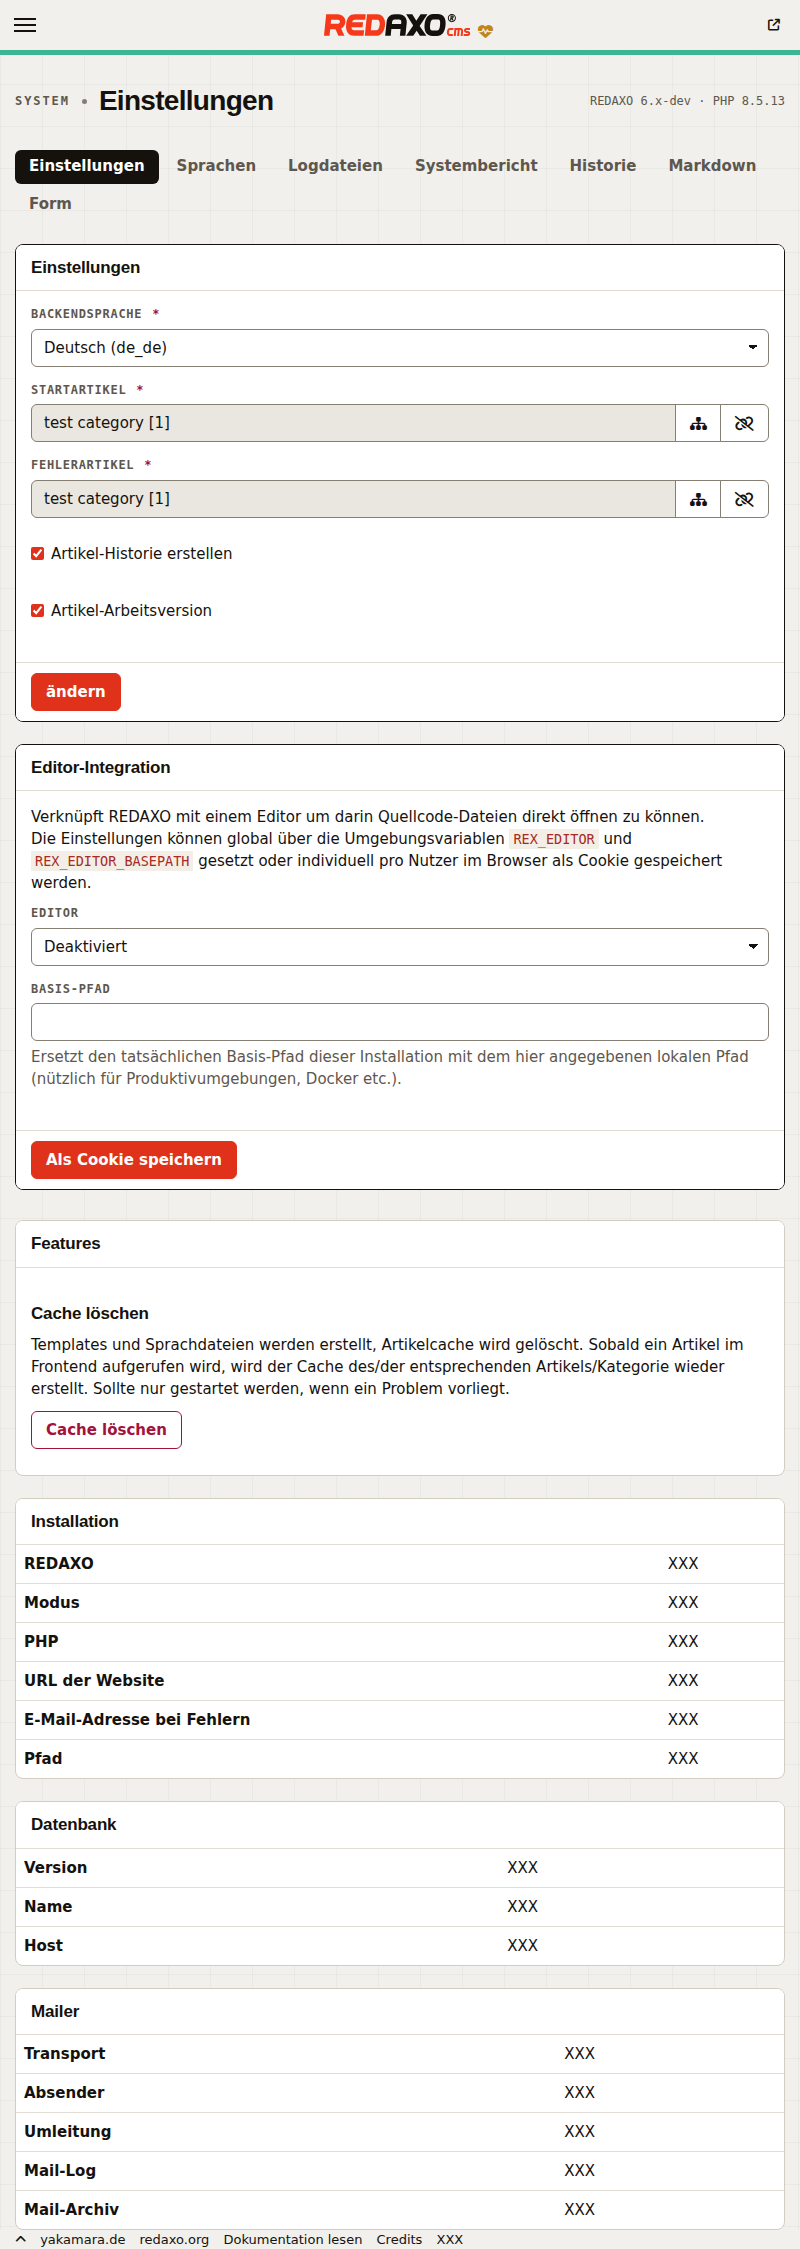 REDAXO® cms
SYSTEM • Einstellungen
REDAXO 6.x-dev · PHP 8.5.13
Einstellungen Sprachen Logdateien Systembericht Historie Markdown
Form
Einstellungen
BACKENDSPRACHE *
Deutsch (de_de)
STARTARTIKEL *
test category [1]
FEHLERARTIKEL *
test category [1]
Artikel-Historie erstellen
Artikel-Arbeitsversion
ändern
Editor-Integration
Verknüpft REDAXO mit einem Editor um darin Quellcode-Dateien direkt öffnen zu können.
Die Einstellungen können global über die Umgebungsvariablen REX_EDITOR und
REX_EDITOR_BASEPATH gesetzt oder individuell pro Nutzer im Browser als Cookie gespeichert
werden.
EDITOR
Deaktiviert
BASIS-PFAD
Ersetzt den tatsächlichen Basis-Pfad dieser Installation mit dem hier angegebenen lokalen Pfad
(nützlich für Produktivumgebungen, Docker etc.).
Als Cookie speichern
Features
Cache löschen
Templates und Sprachdateien werden erstellt, Artikelcache wird gelöscht. Sobald ein Artikel im
Frontend aufgerufen wird, wird der Cache des/der entsprechenden Artikels/Kategorie wieder
erstellt. Sollte nur gestartet werden, wenn ein Problem vorliegt.
Cache löschen
Installation
REDAXO XXX
Modus XXX
PHP XXX
URL der Website XXX
E-Mail-Adresse bei Fehlern XXX
Pfad XXX
Datenbank
Version XXX
Name XXX
Host XXX
Mailer
Transport XXX
Absender XXX
Umleitung XXX
Mail-Log XXX
Mail-Archiv XXX
yakamara.de redaxo.org Dokumentation lesen Credits XXX